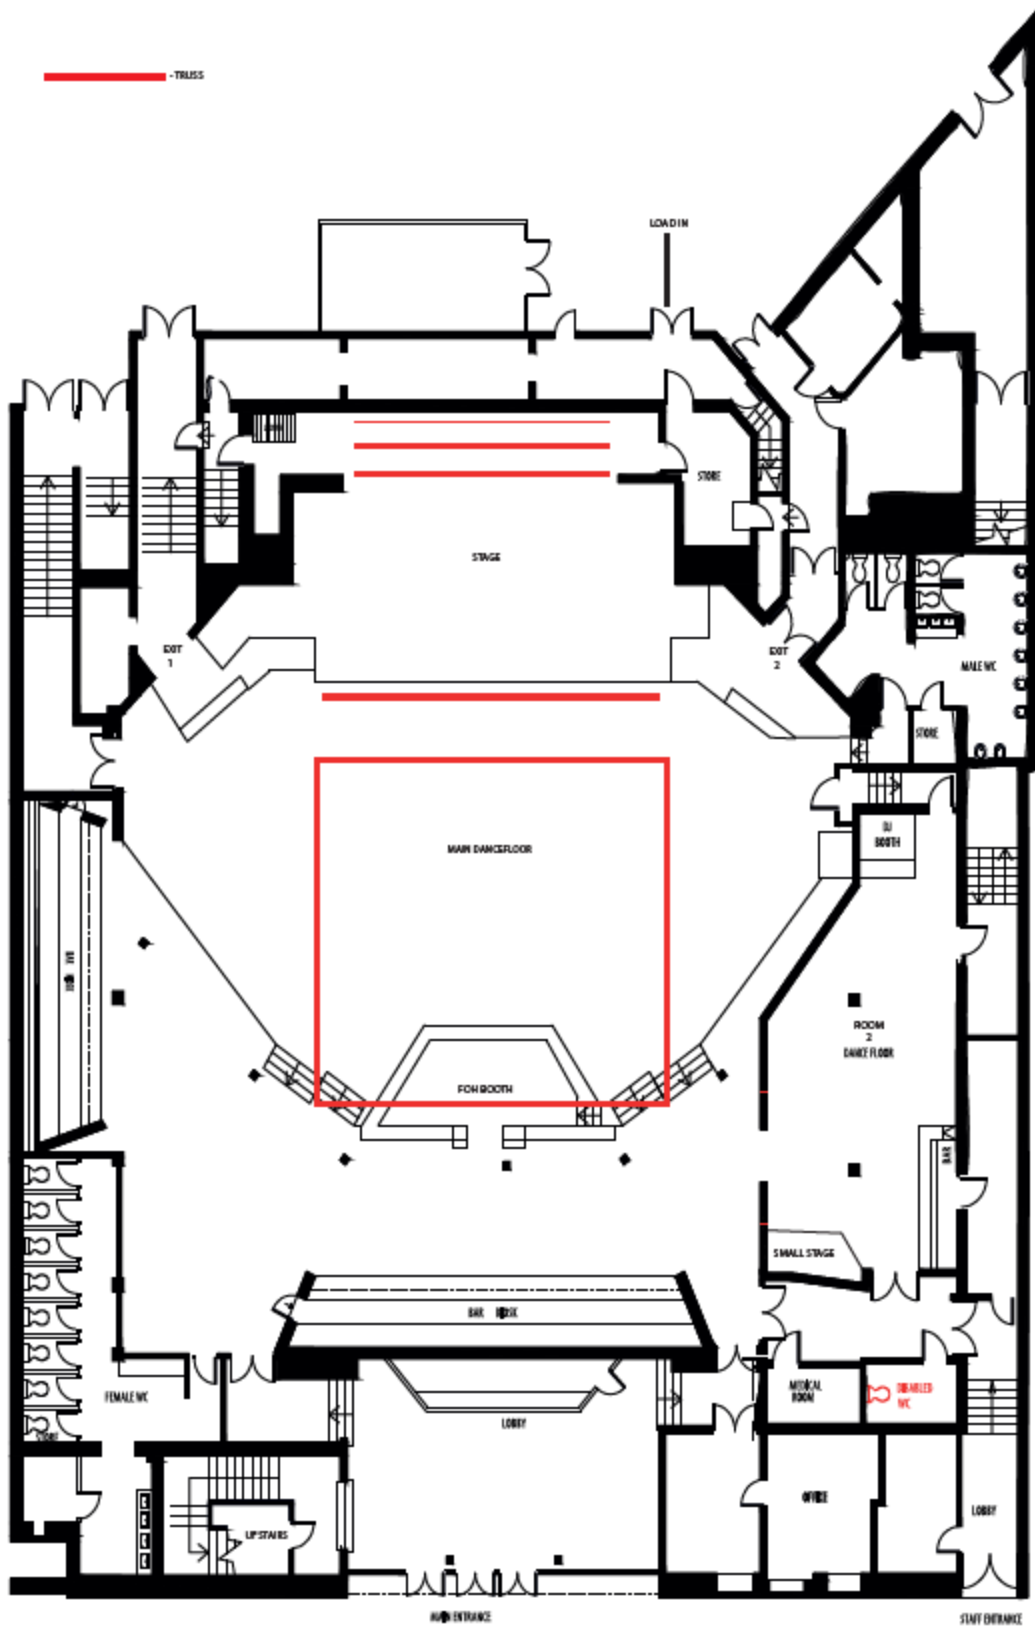 - TRUSS
LOAD IN
STORE
STAGE
EXIT
1
EXIT
2
MALE WC
STORE
DJ
BOOTH
MAIN DANCEFLOOR
ROOM
2
DANCE FLOOR
FOH BOOTH
BAR
SMALL STAGE
BAR
MEDICAL
ROOM
DISABLED
WC
FEMALE WC
LOBBY
STORE
OFFICE
LOBBY
UPSTAIRS
MAIN ENTRANCE
STAFF ENTRANCE